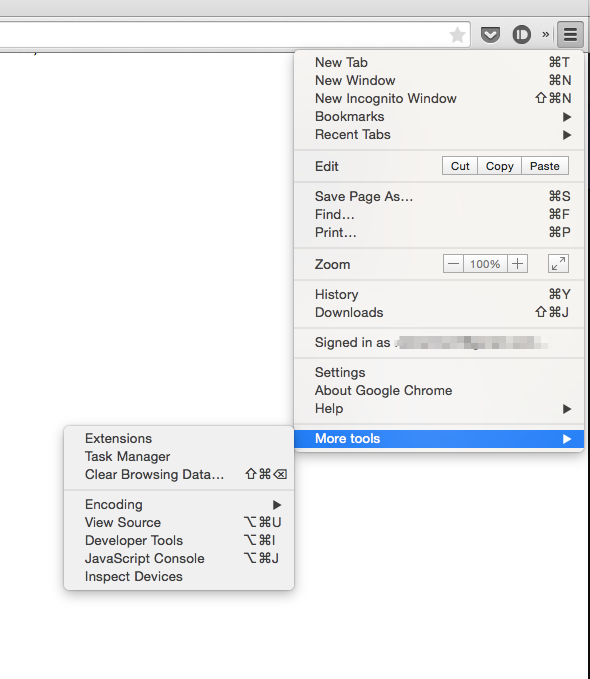 »
New Tab ⌘T
New Window ⌘N
New Incognito Window ⇧⌘N
Bookmarks ▶
Recent Tabs ▶
Edit Cut Copy Paste
Save Page As... ⌘S
Find... ⌘F
Print... ⌘P
Zoom — 100% +
History ⌘Y
Downloads ⇧⌘J
Signed in as
Settings
About Google Chrome
Help ▶
More tools ▶
Extensions
Task Manager
Clear Browsing Data... ⇧⌘⌫
Encoding ▶
View Source ⌥⌘U
Developer Tools ⌥⌘I
JavaScript Console ⌥⌘J
Inspect Devices